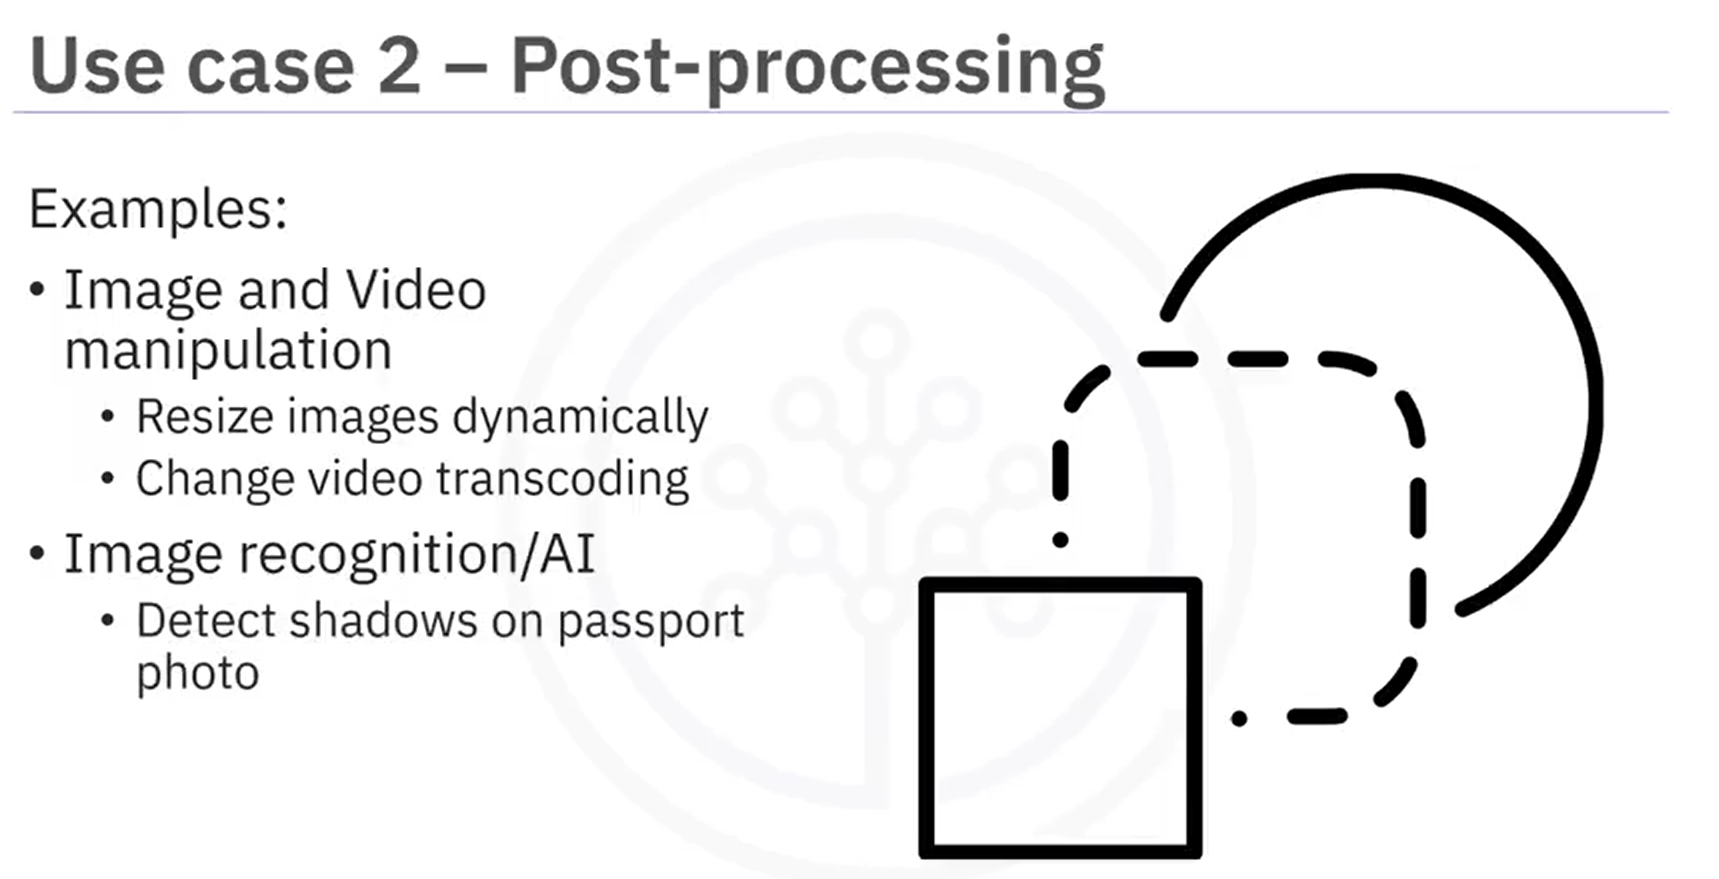 Use case 2 – Post-processing
Examples:
• Image and Video
manipulation
• Resize images dynamically
• Change video transcoding
• Image recognition/AI
• Detect shadows on passport
photo